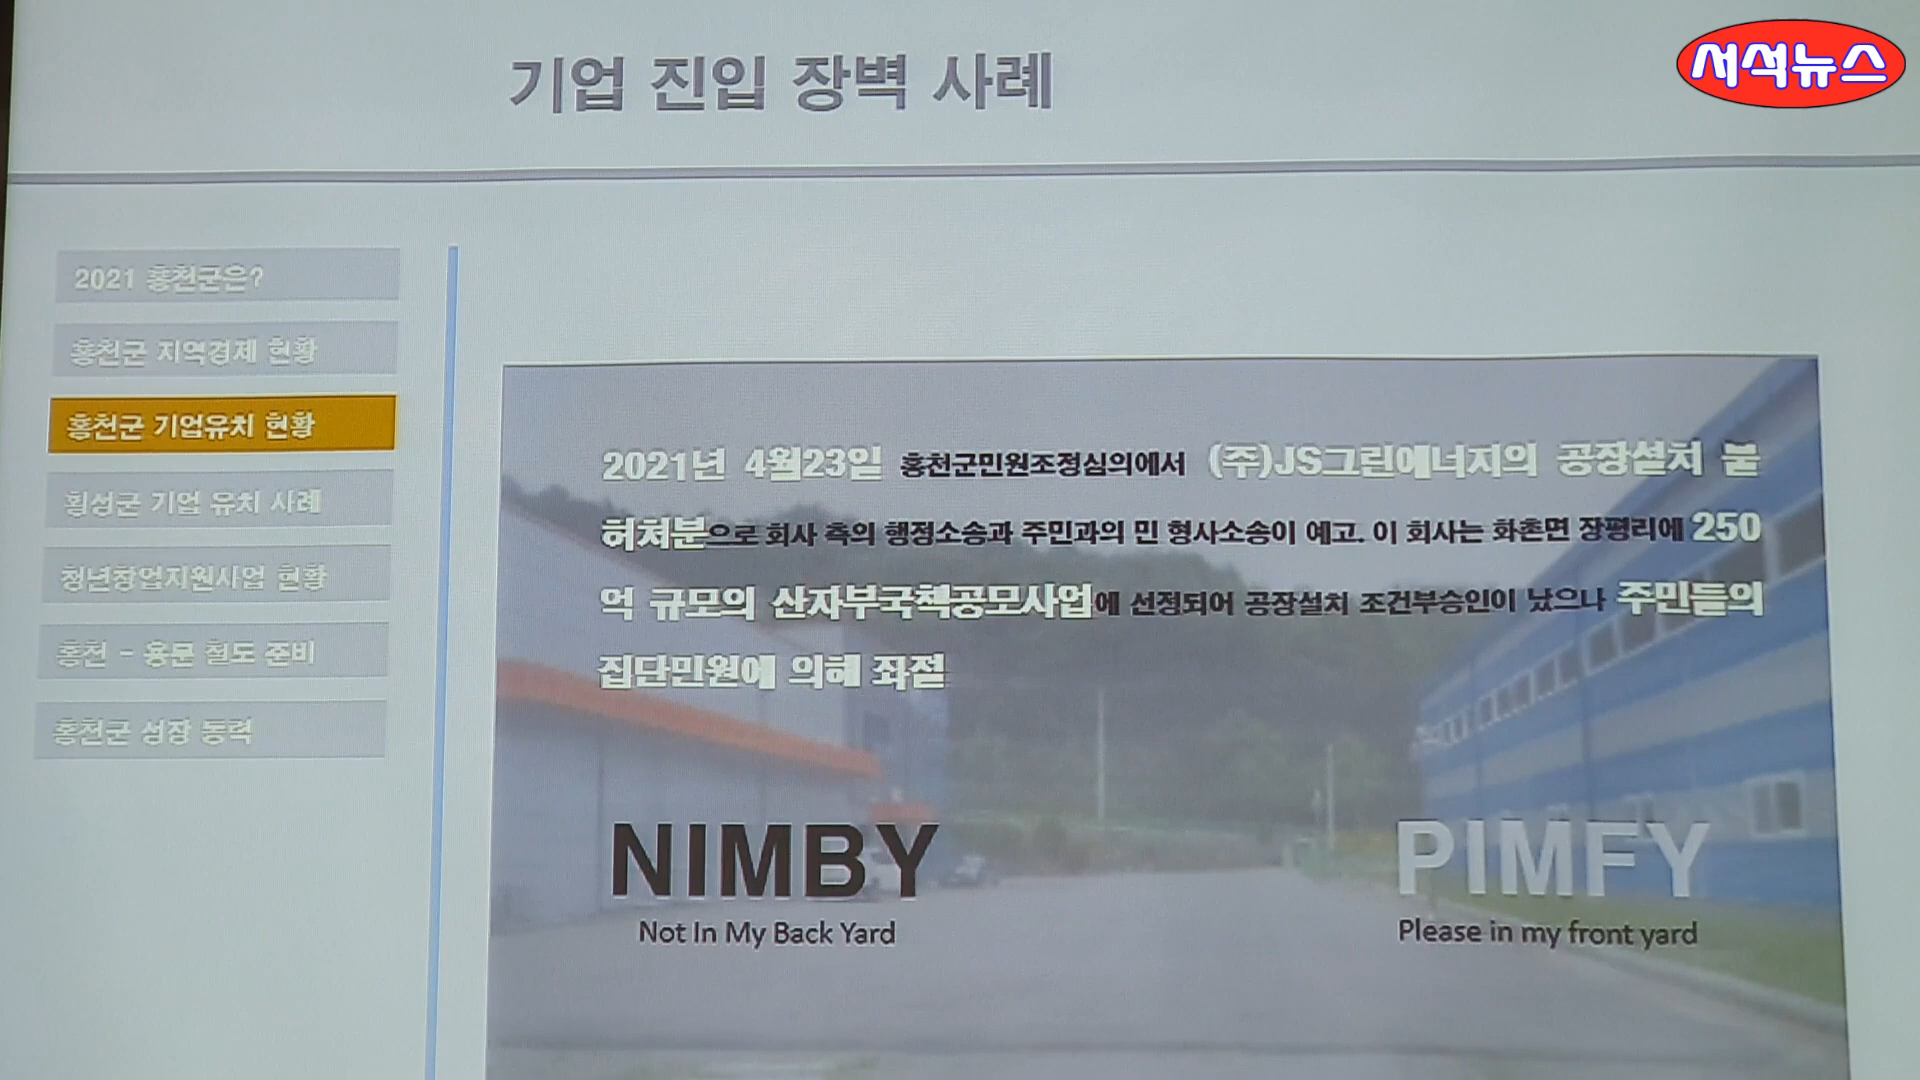 기업 진입 장벽 사례
서석뉴스
2021 홍천군은?
홍천군 지역경제 현황
홍천군 기업유치 현황
횡성군 기업 유치 사례
청년창업지원사업 현황
홍천 - 용문 철도 준비
홍천군 성장 동력
2021년 4월23일 홍천군민원조정심의에서 (주)JS그린에너지의 공장설치 불
허처분으로 회사 측의 행정소송과 주민과의 민 형사소송이 예고. 이 회사는 화촌면 장평리에 250
억 규모의 산자부국책공모사업에 선정되어 공장설치 조건부승인이 났으나 주민들의
집단민원에 의해 좌절
NIMBY
Not In My Back Yard
PIMFY
Please in my front yard